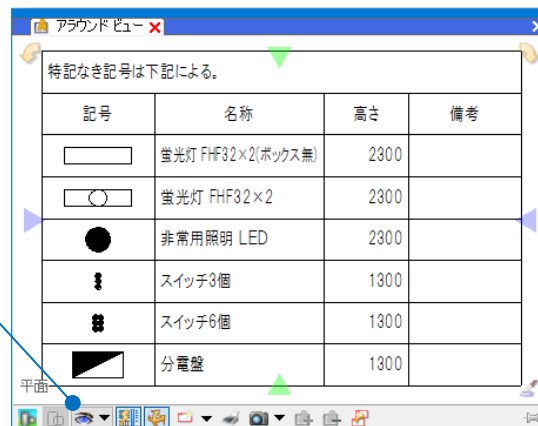 アラウンド ビュー
特記なき記号は下記による。
記号 名称 高さ 備考
蛍光灯 FHF32×2(ボックス無) 2300
蛍光灯 FHF32×2 2300
非常用照明 LED 2300
スイッチ3個 1300
スイッチ6個 1300
分電盤 1300
平面